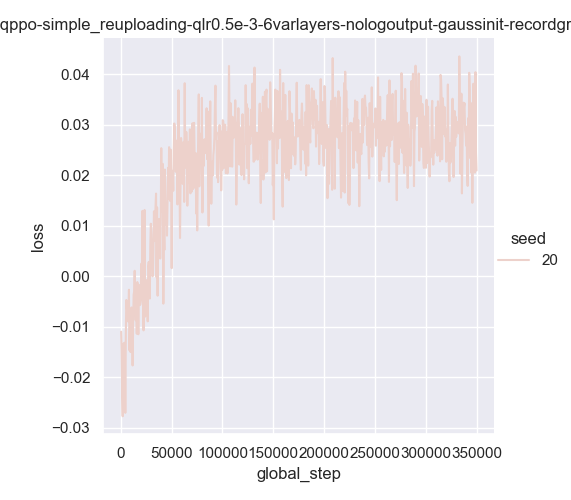 qppo-simple_reuploading-qlr0.5e-3-6varlayers-nologoutput-gaussinit-recordgr
0.04
0.03
0.02
0.01
0.00
−0.01
−0.02
−0.03
loss
0 50000 100000 150000 200000 250000 300000 350000
global_step
seed
20